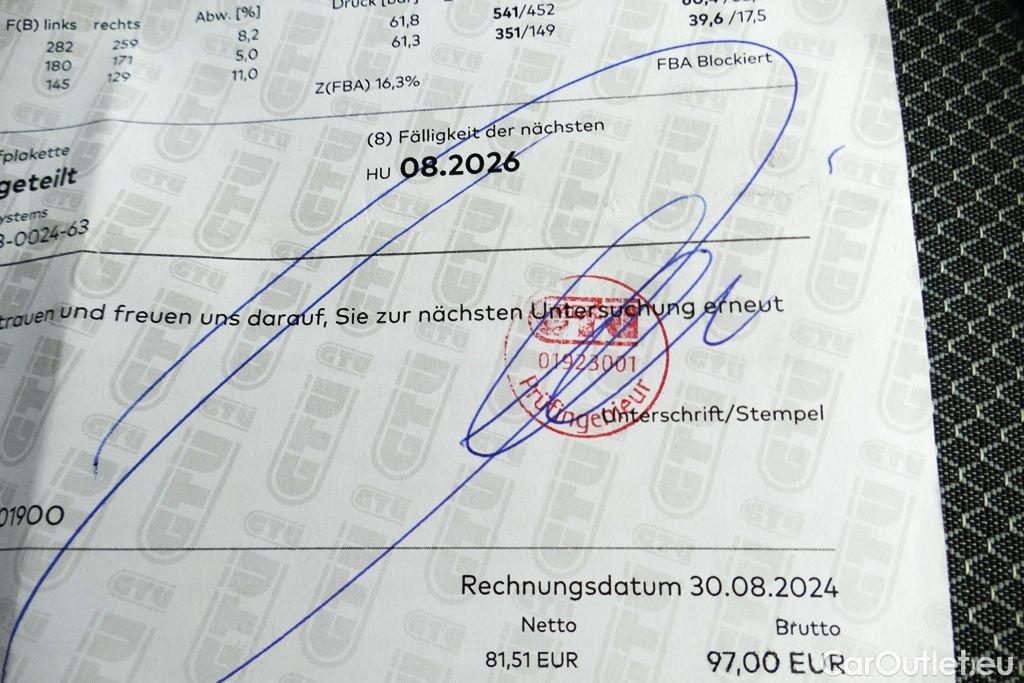 Druck [bar]
F(B) links rechts Abw. [%] 61,8 541/452 39,6 /17,5
282 259 8,2 61,3 351/149
180 171 5,0
145 129 11,0 Z(FBA) 16,3% FBA Blockiert
fplakette (8) Fälligkeit der nächsten
geteilt HU 08.2026
ystems
3-0024-63
trauen und freuen uns darauf, Sie zur nächsten Untersuchung erneut
GTÜ
01923001
Prüfingenieur
Unterschrift/Stempel
01900
Rechnungsdatum 30.08.2024
Netto Brutto
81,51 EUR 97,00 EUR
CarOutlet.eu